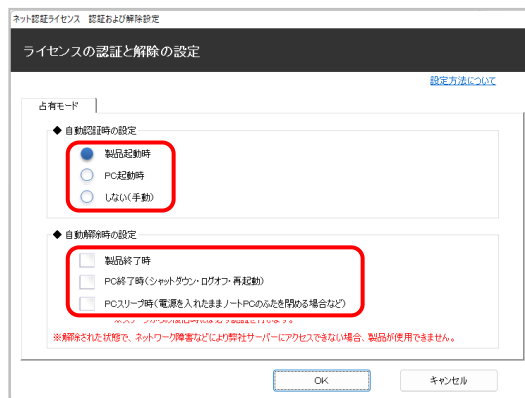 ネット認証ライセンス 認証および解除設定
ライセンスの認証と解除の設定
設定方法について
占有モード
◆ 自動認証時の設定
製品起動時
PC起動時
しない(手動)
◆ 自動解除時の設定
製品終了時
PC終了時(シャットダウン・ログオフ・再起動)
PCスリープ時(電源を入れたままノートPCのふたを閉める場合など)
※解除された状態で、ネットワーク障害などにより弊社サーバーにアクセスできない場合、製品が使用できません。
OK
キャンセル